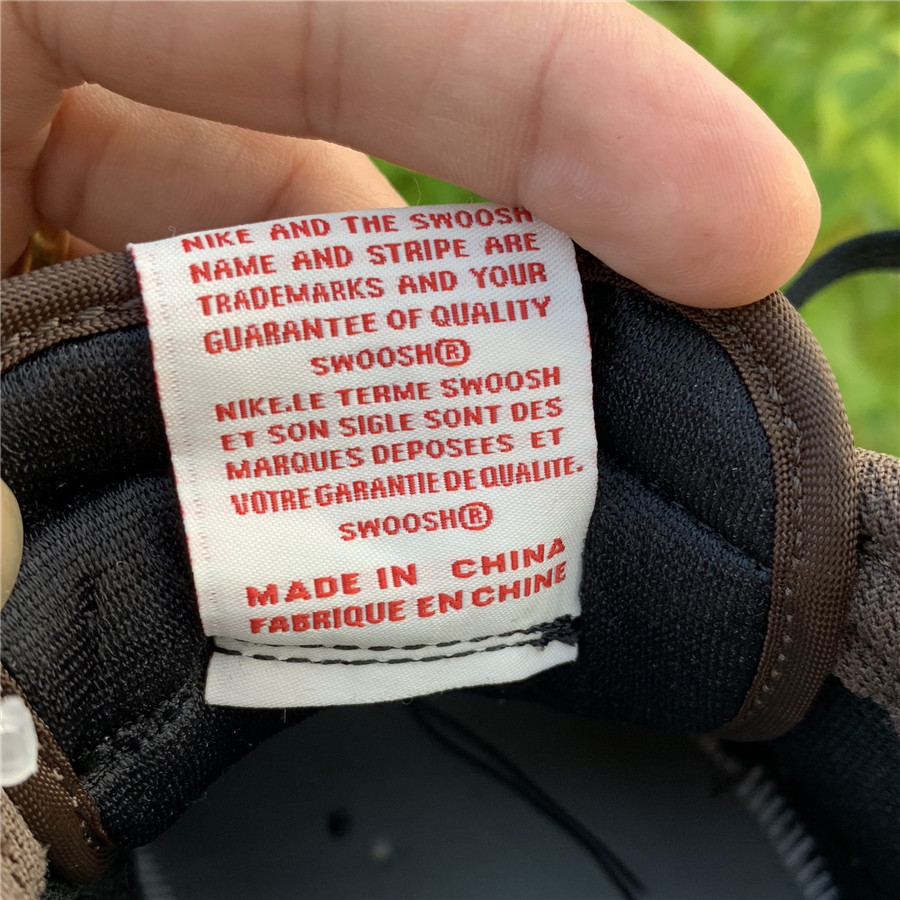 NIKE AND THE SWOOSH
NAME AND STRIPE ARE
TRADEMARKS AND YOUR
GUARANTEE OF QUALITY
SWOOSH®
NIKE.LE TERME SWOOSH
ET SON SIGLE SONT DES
MARQUES DEPOSEES ET
VOTRE GARANTIE DE QUALITE.
SWOOSH®
MADE IN CHINA
FABRIQUE EN CHINE